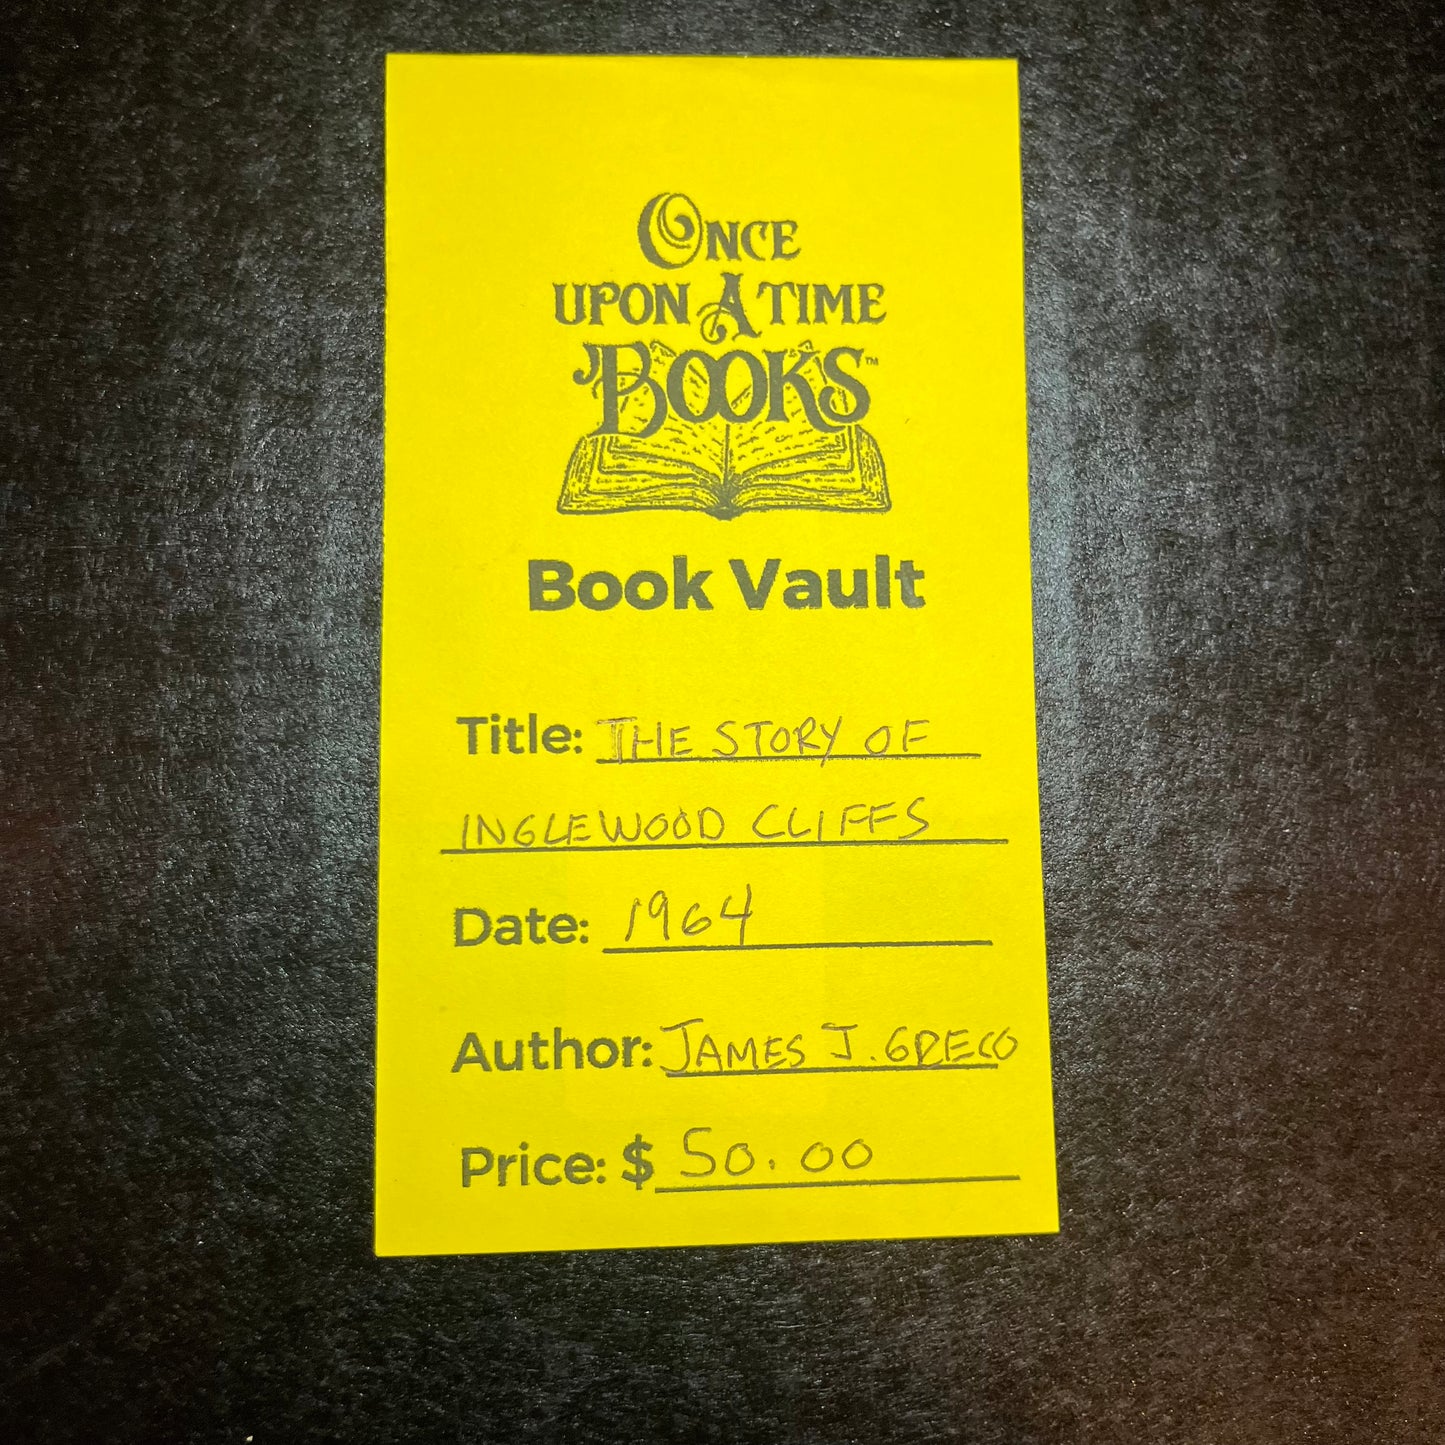 ONCE
UPON A TIME
BOOKS™
Book Vault
Title: THE STORY OF
INGLEWOOD CLIFFS
Date: 1964
Author: JAMES J. GRECO
Price: $ 50.00